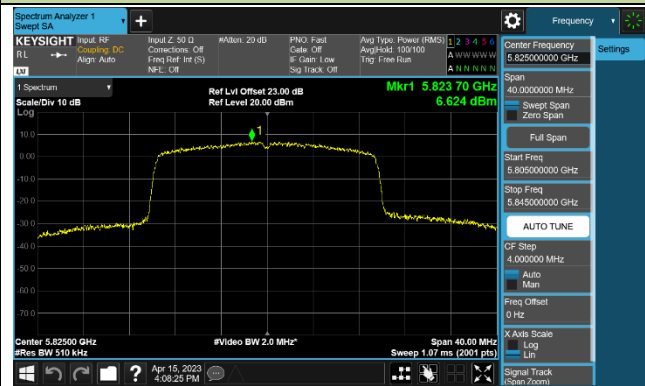 Spectrum Analyzer 1
Swept SA
+
Frequency
KEYSIGHT
RL
LXI
Input: RF
Coupling: DC
Align: Auto
Input Z: 50 Ω
Corrections: Off
Freq Ref: Int (S)
NFE: Off
#Atten: 20 dB
PNO: Fast
Gate: Off
IF Gain: Low
Sig Track: Off
Avg Type: Power (RMS)
Avg|Hold: 100/100
Trig: Free Run
1 2 3 4 5 6
A W W W W W
A N N N N N
1 Spectrum
Scale/Div 10 dB
Log
Ref Lvl Offset 23.00 dB
Ref Level 20.00 dBm
Mkr1 5.823 70 GHz
6.624 dBm
1
10.0
0.00
-10.0
-20.0
-30.0
-40.0
-50.0
-60.0
-70.0
Center 5.82500 GHz
#Res BW 510 kHz
#Video BW 2.0 MHz*
Span 40.00 MHz
Sweep 1.07 ms (2001 pts)
Apr 15, 2023
4:08:25 PM
?
Center Frequency
5.825000000 GHz
Settings
Span
40.0000000 MHz
Swept Span
Zero Span
Full Span
Start Freq
5.805000000 GHz
Stop Freq
5.845000000 GHz
AUTO TUNE
CF Step
4.000000 MHz
Auto
Man
Freq Offset
0 Hz
X Axis Scale
Log
Lin
Signal Track
(Span Zoom)